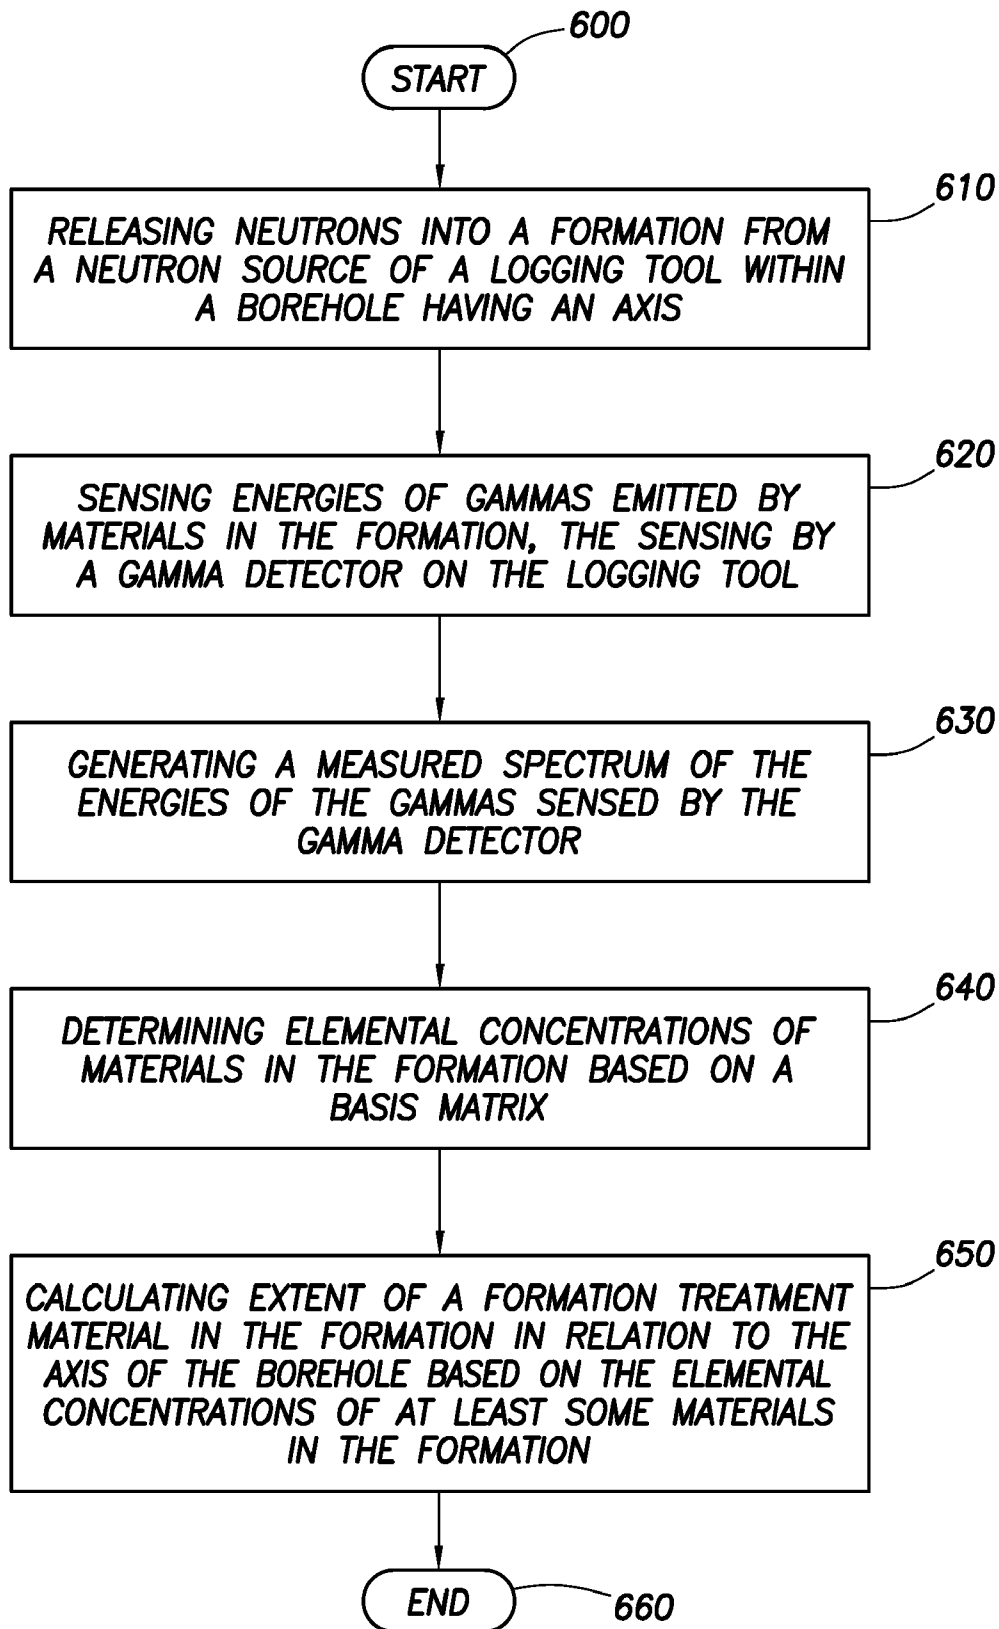 600
START
610
RELEASING NEUTRONS INTO A FORMATION FROM
A NEUTRON SOURCE OF A LOGGING TOOL WITHIN
A BOREHOLE HAVING AN AXIS
620
SENSING ENERGIES OF GAMMAS EMITTED BY
MATERIALS IN THE FORMATION, THE SENSING BY
A GAMMA DETECTOR ON THE LOGGING TOOL
630
GENERATING A MEASURED SPECTRUM OF THE
ENERGIES OF THE GAMMAS SENSED BY THE
GAMMA DETECTOR
640
DETERMINING ELEMENTAL CONCENTRATIONS OF
MATERIALS IN THE FORMATION BASED ON A
BASIS MATRIX
650
CALCULATING EXTENT OF A FORMATION TREATMENT
MATERIAL IN THE FORMATION IN RELATION TO THE
AXIS OF THE BOREHOLE BASED ON THE ELEMENTAL
CONCENTRATIONS OF AT LEAST SOME MATERIALS
IN THE FORMATION
END
660